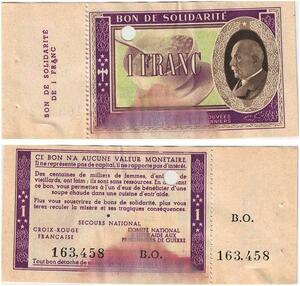 BON DE SOLIDARITÉ
BON DE SOLIDARITÉ
DE 1 FRANC
1 FRANC
CE BON N'A AUCUNE VALEUR MONETAIRE
Il ne représente pas de capital, il ne rapporte pas d'intérêt.
Des centaines de milliers de femmes, d'enfants, de
vieillards, ont faim; ils sont sans ressources. En achetant
ce bon, vous permettez à l'un d'eux de bénéficier d'une
soupe chaude dans une cuisine d'entr'aide.
Plus vous souscrirez de bons de solidarité, plus vous
ferez reculer la misère et ses tragiques conséquences.
SECOURS NATIONAL
CROIX-ROUGE
FRANÇAISE
COMITÉ NATIONAL
D'AIDE AUX
PRISONNIERS DE GUERRE
1
1
163.458
B.O.
Tout bon détaché de
B.O.
163.458